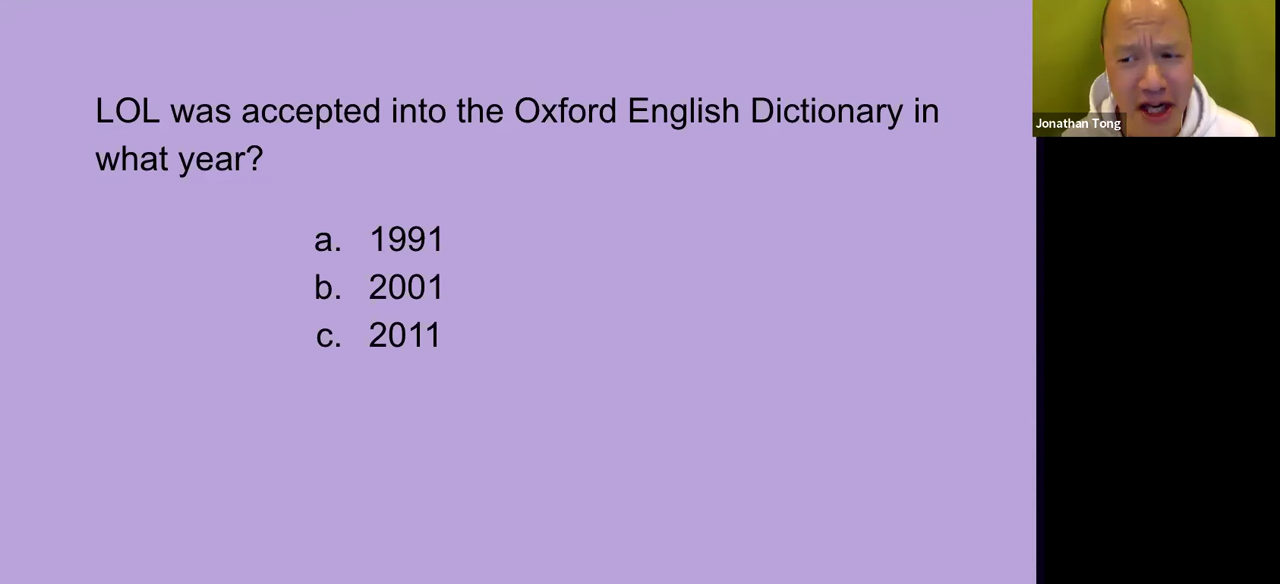 LOL was accepted into the Oxford English Dictionary in
what year?
a. 1991
b. 2001
c. 2011
Jonathan Tong